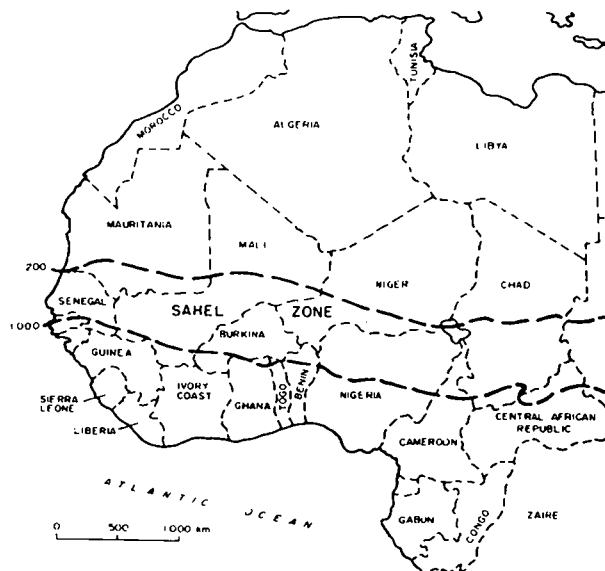 TUNISIA
MOROCCO
ALGERIA
LIBYA
MAURITANIA
MALI
200
NIGER
CHAD
SENEGAL
SAHEL ZONE
1000
BURKINA
GUINEA
IVORY
COAST
GHANA
TOGO
BENIN
NIGERIA
SIERRA
LEONE
LIBERIA
CENTRAL AFRICAN
REPUBLIC
CAMEROUN
ATLANTIC OCEAN
GABUN
CONGO
ZAIRE
0 500 1000 km